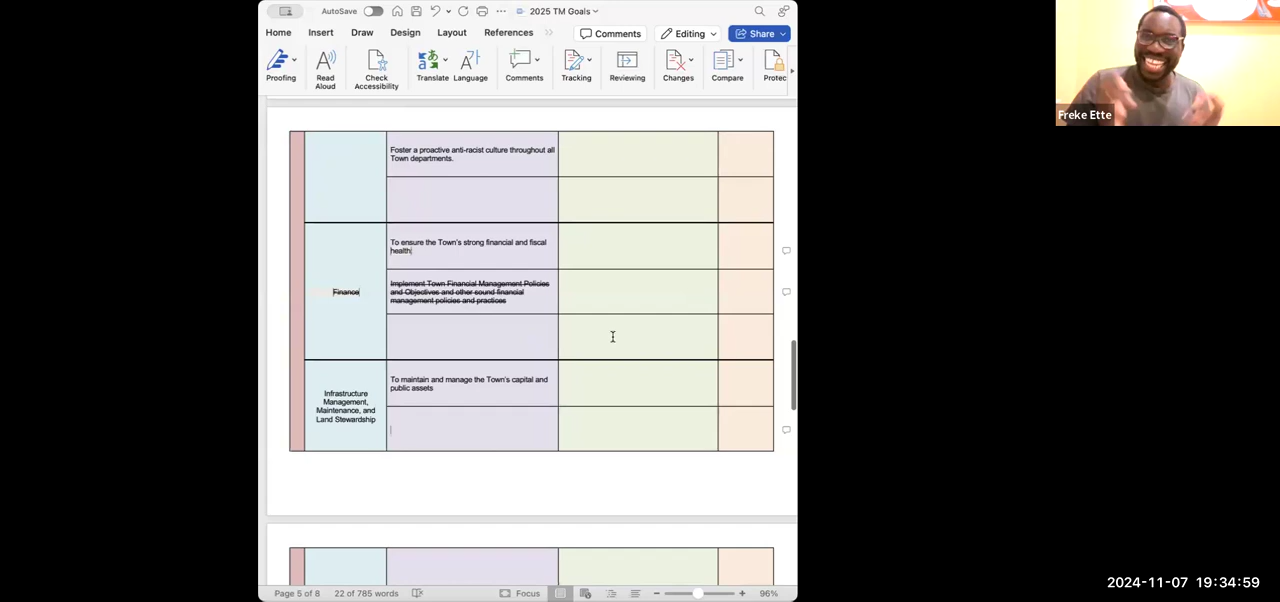 AutoSave
2025 TM Goals
Home Insert Draw Design Layout References
Comments Editing Share
Proofing
Read
Aloud
Check
Accessibility
Translate
Language
Comments
Tracking
Reviewing
Changes
Compare
Protec
Foster a proactive anti-racist culture throughout all
Town departments.
Finance
To ensure the Town's strong financial and fiscal
health
Implement Town Financial Management Policies
and Objectives and other sound financial
management policies and practices
Infrastructure
Management,
Maintenance, and
Land Stewardship
To maintain and manage the Town's capital and
public assets
Page 5 of 8 22 of 785 words Focus 96%
Freke Ette
2024-11-07 19:34:59